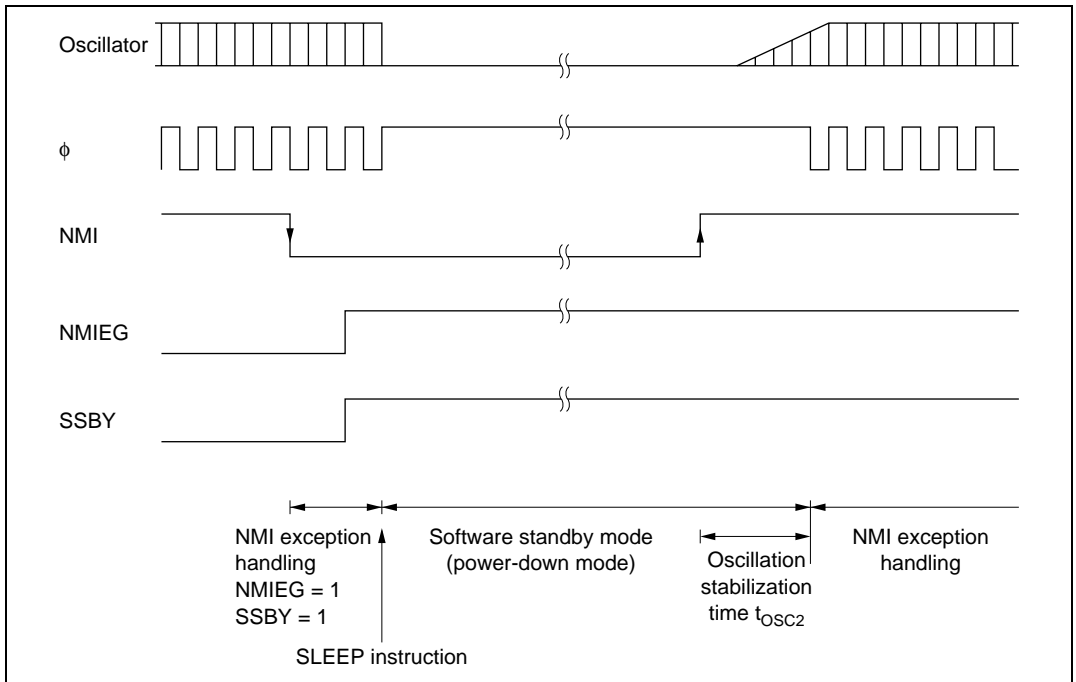 Oscillator
φ
NMI
NMIEG
SSBY
NMI exception
handling
NMIEG = 1
SSBY = 1
Software standby mode
(power-down mode)
Oscillation
stabilization
time tOSC2
NMI exception
handling
SLEEP instruction